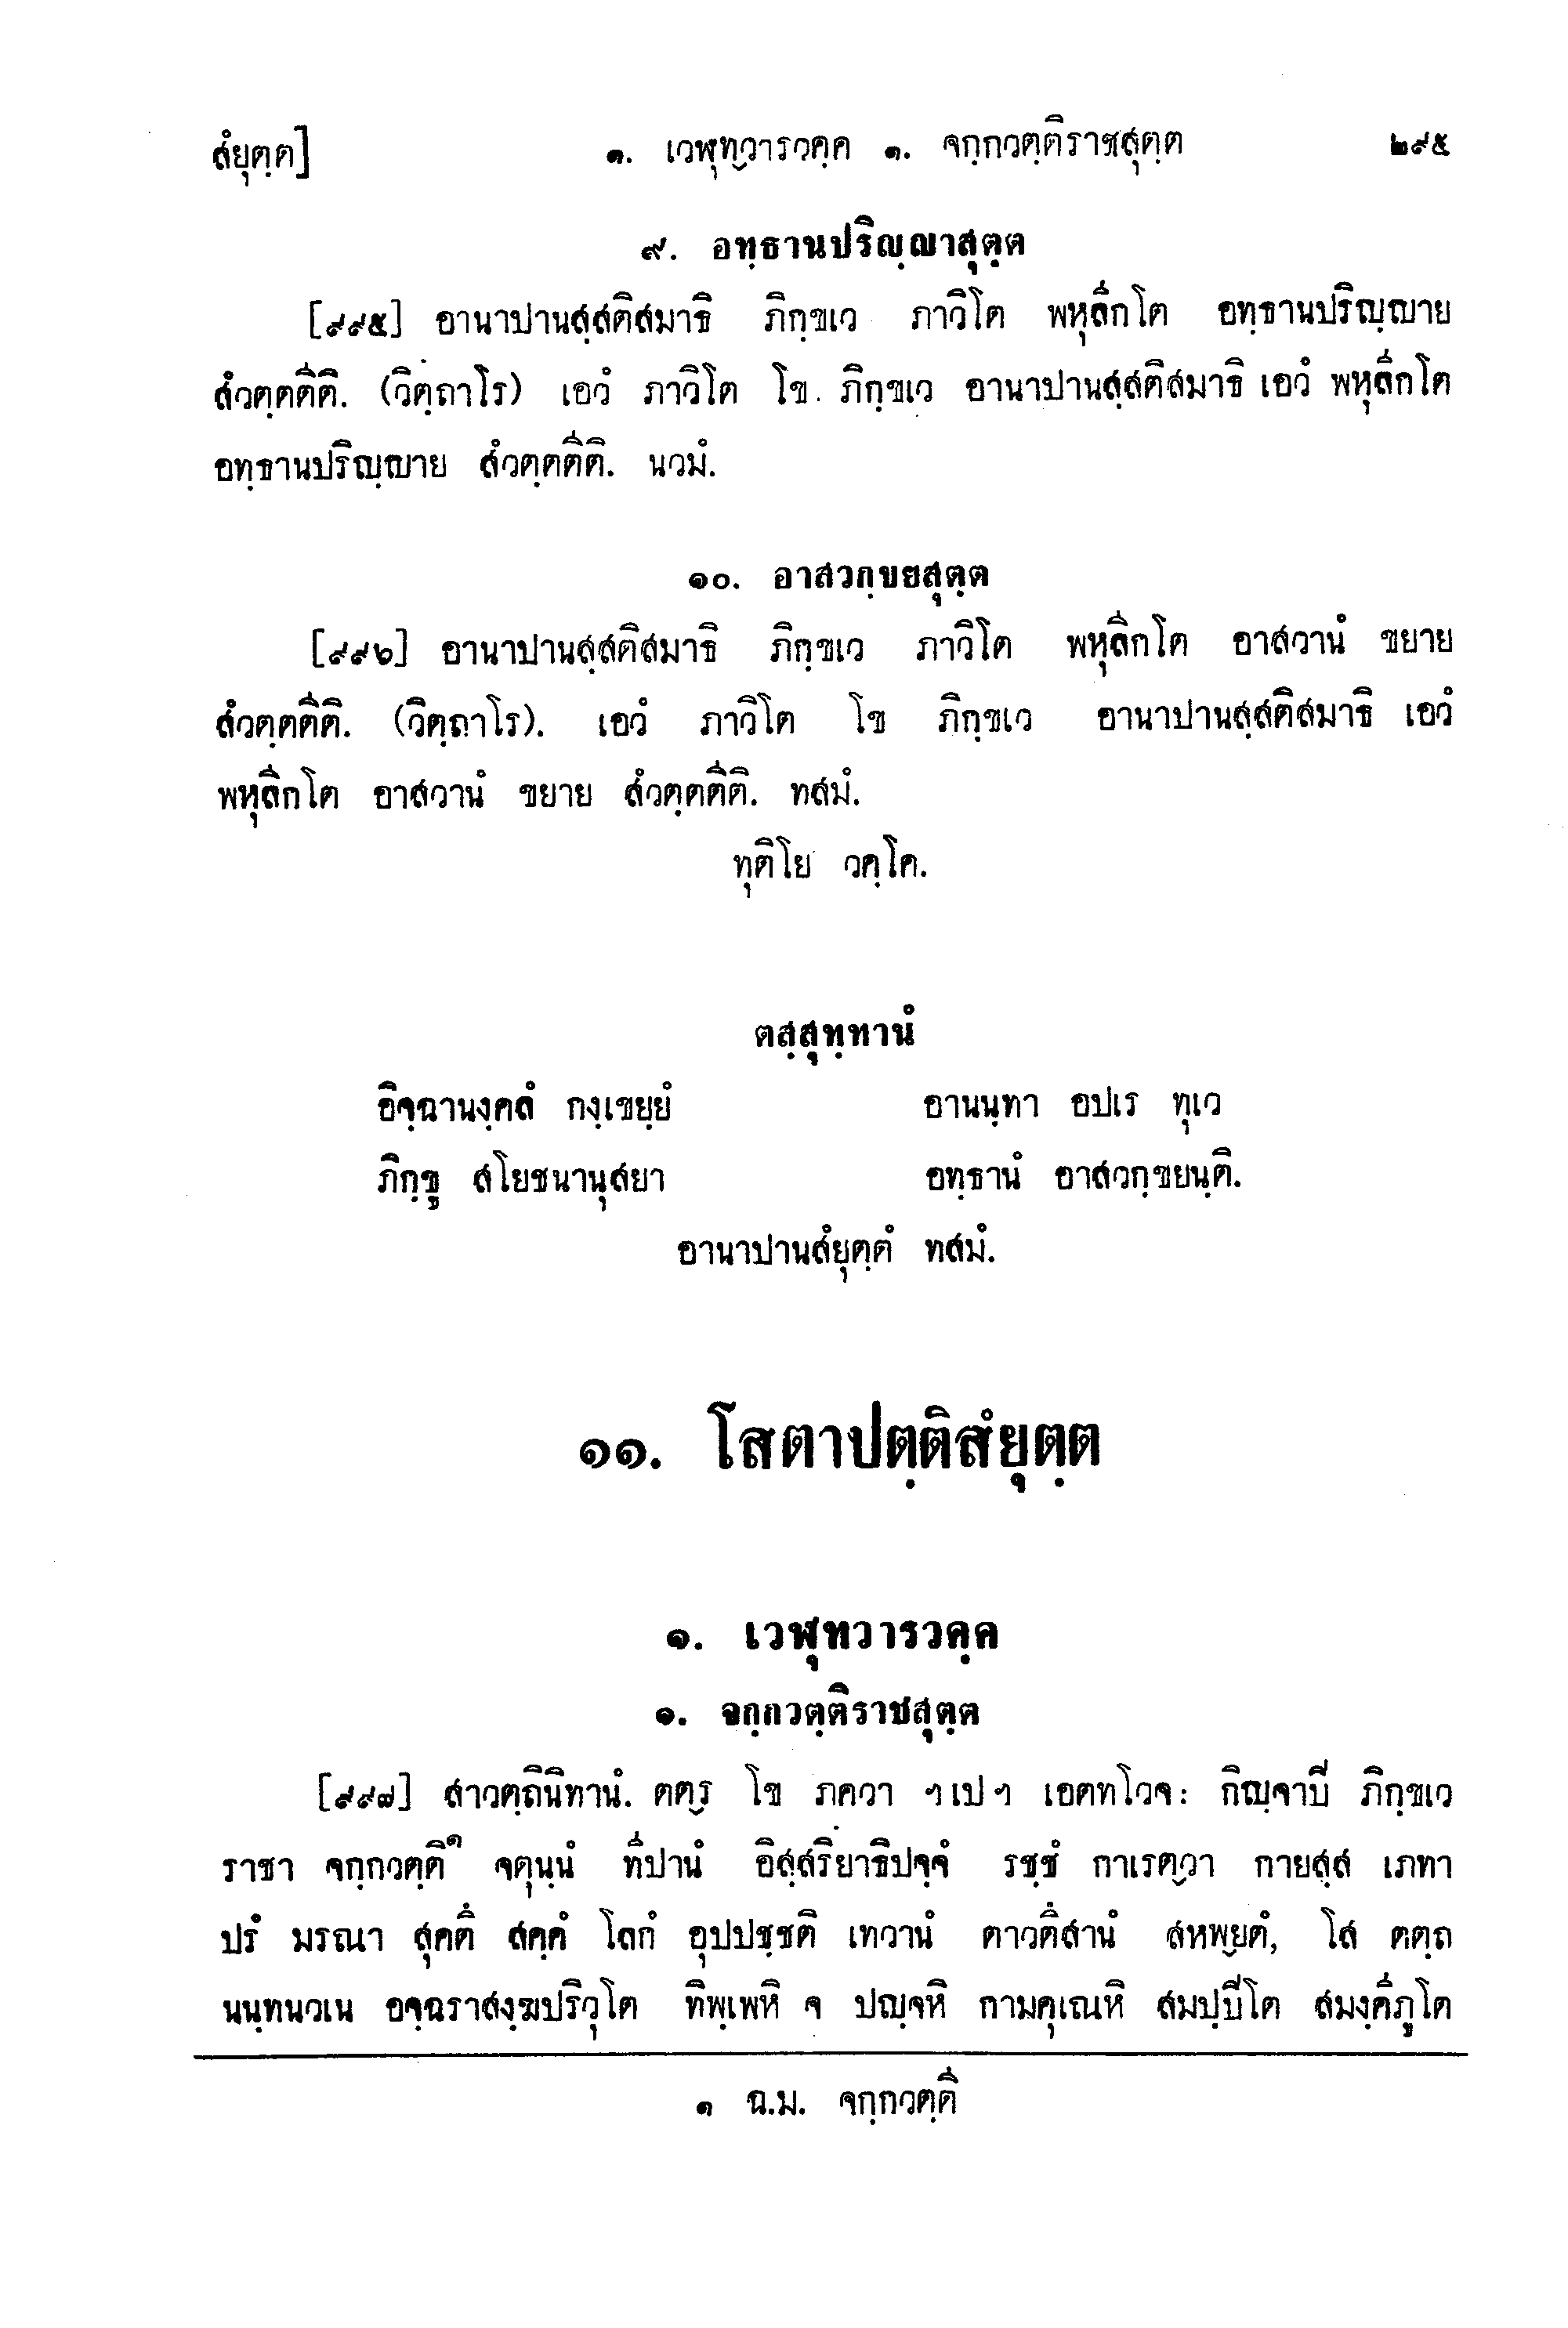 สํยุตฺต] ๑. เวฬุทฺวารวคฺค ๑. จกฺกวตฺติราชสุตฺต ๒๙๕
๙. อทฺธานปริญฺญาสุตฺต
[๙๙๕] อานาปานสฺสติสมาธิ ภิกฺขเว ภาวิโต พหุลีกโต อทฺธานปริญฺญาย
สํวตฺตตีติ. (วิตฺถาโร) เอวํ ภาวิโต โข ภิกฺขเว อานาปานสฺสติสมาธิ เอวํ พหุลีกโต
อทฺธานปริญฺญาย สํวตฺตตีติ. นวมํ.
๑๐. อาสวกฺขยสุตฺต
[๙๙๖] อานาปานสฺสติสมาธิ ภิกฺขเว ภาวิโต พหุลีกโต อาสวานํ ขยาย
สํวตฺตตีติ. (วิตฺถาโร). เอวํ ภาวิโต โข ภิกฺขเว อานาปานสฺสติสมาธิ เอวํ
พหุลีกโต อาสวานํ ขยาย สํวตฺตตีติ. ทสมํ.
ทุติโย วคฺโค.
ตสฺสุทฺทานํ
อิจฺฉานงฺคลํ กงฺเขยฺยํ อานนฺทา อปเร ทุเว
ภิกฺขู สโยชนานุสยา อทฺธานํ อาสวกฺขยนฺติ.
อานาปานสํยุตฺตํ ทสมํ.
๑๑. โสตาปตฺติสํยุตฺต
๑. เวฬุทวารวคฺค
๑. จกฺกวตฺติราชสุตฺต
[๙๙๗] สาวตฺถินิทานํ. ตตฺร โข ภควา ฯเปฯ เอตทโวจ: กิญฺจาปิ ภิกฺขเว
ราชา จกฺกวตฺติ๑ จตุนฺนํ ทีปานํ อิสฺสริยาธิปจฺจํ รชฺชํ กาเรตฺวา กายสฺส เภทา
ปรํ มรณา สุคตึ สคฺคํ โลกํ อุปปชฺชติ เทวานํ ตาวตึสานํ สหพฺยตํ, โส ตตฺถ
นนฺทนวเน อจฺฉราสงฺฆปริวุโต ทิพฺเพหิ จ ปญฺจหิ กามคุเณหิ สมปฺปิโต สมงฺคีภูโต
๑ ฉ.ม. จกฺกวตฺตี